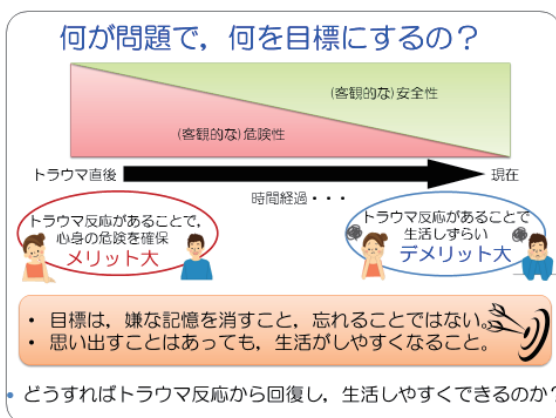 何が問題で，何を目標にするの？
(客観的な)安全性
(客観的な)危険性
トラウマ直後
現在
時間経過・・・
トラウマ反応があることで，
心身の危険を確保
メリット大
トラウマ反応があることで
生活しずらい
デメリット大
• 目標は，嫌な記憶を消すこと，忘れることではない。
• 思い出すことはあっても，生活がしやすくなること。
• どうすればトラウマ反応から回復し，生活しやすくできるのか？